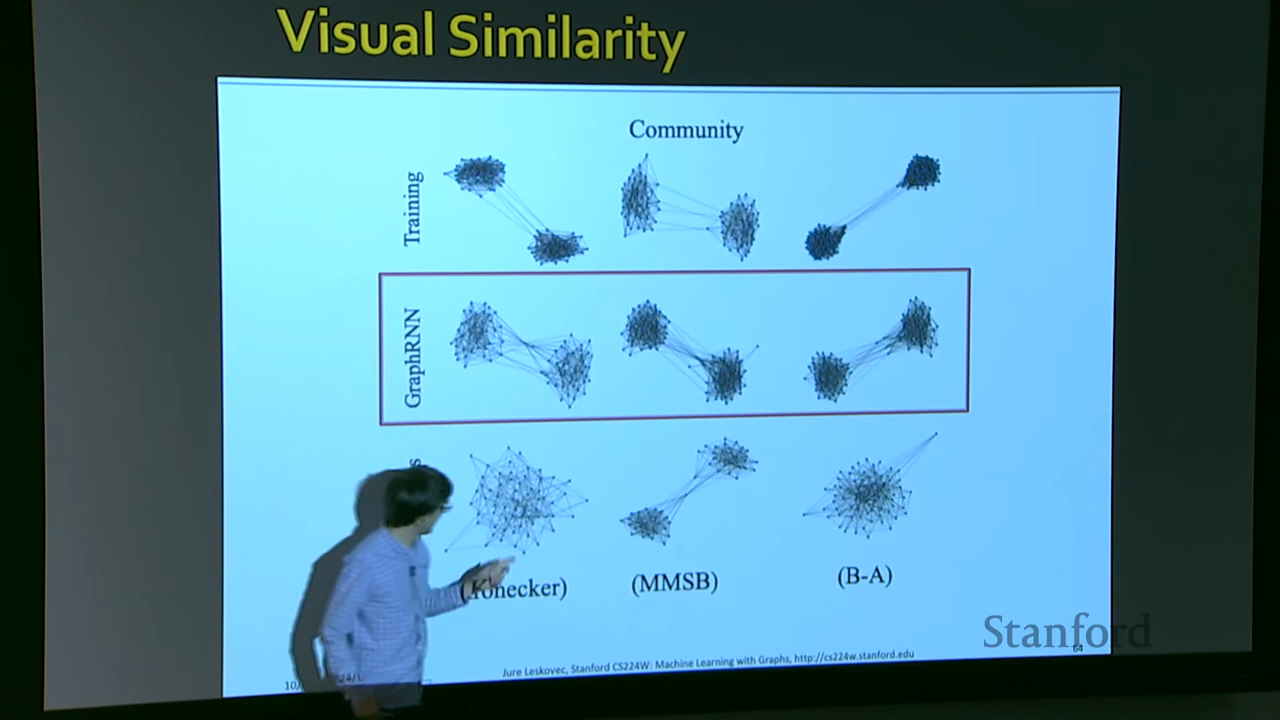 Visual Similarity
Community
Training
GraphRNN
s
(MMSB)
(B-A)
Stanford
Jure Leskovec, Stanford CS224W: Machine Learning with Graphs, http://cs224w.stanford.edu
64